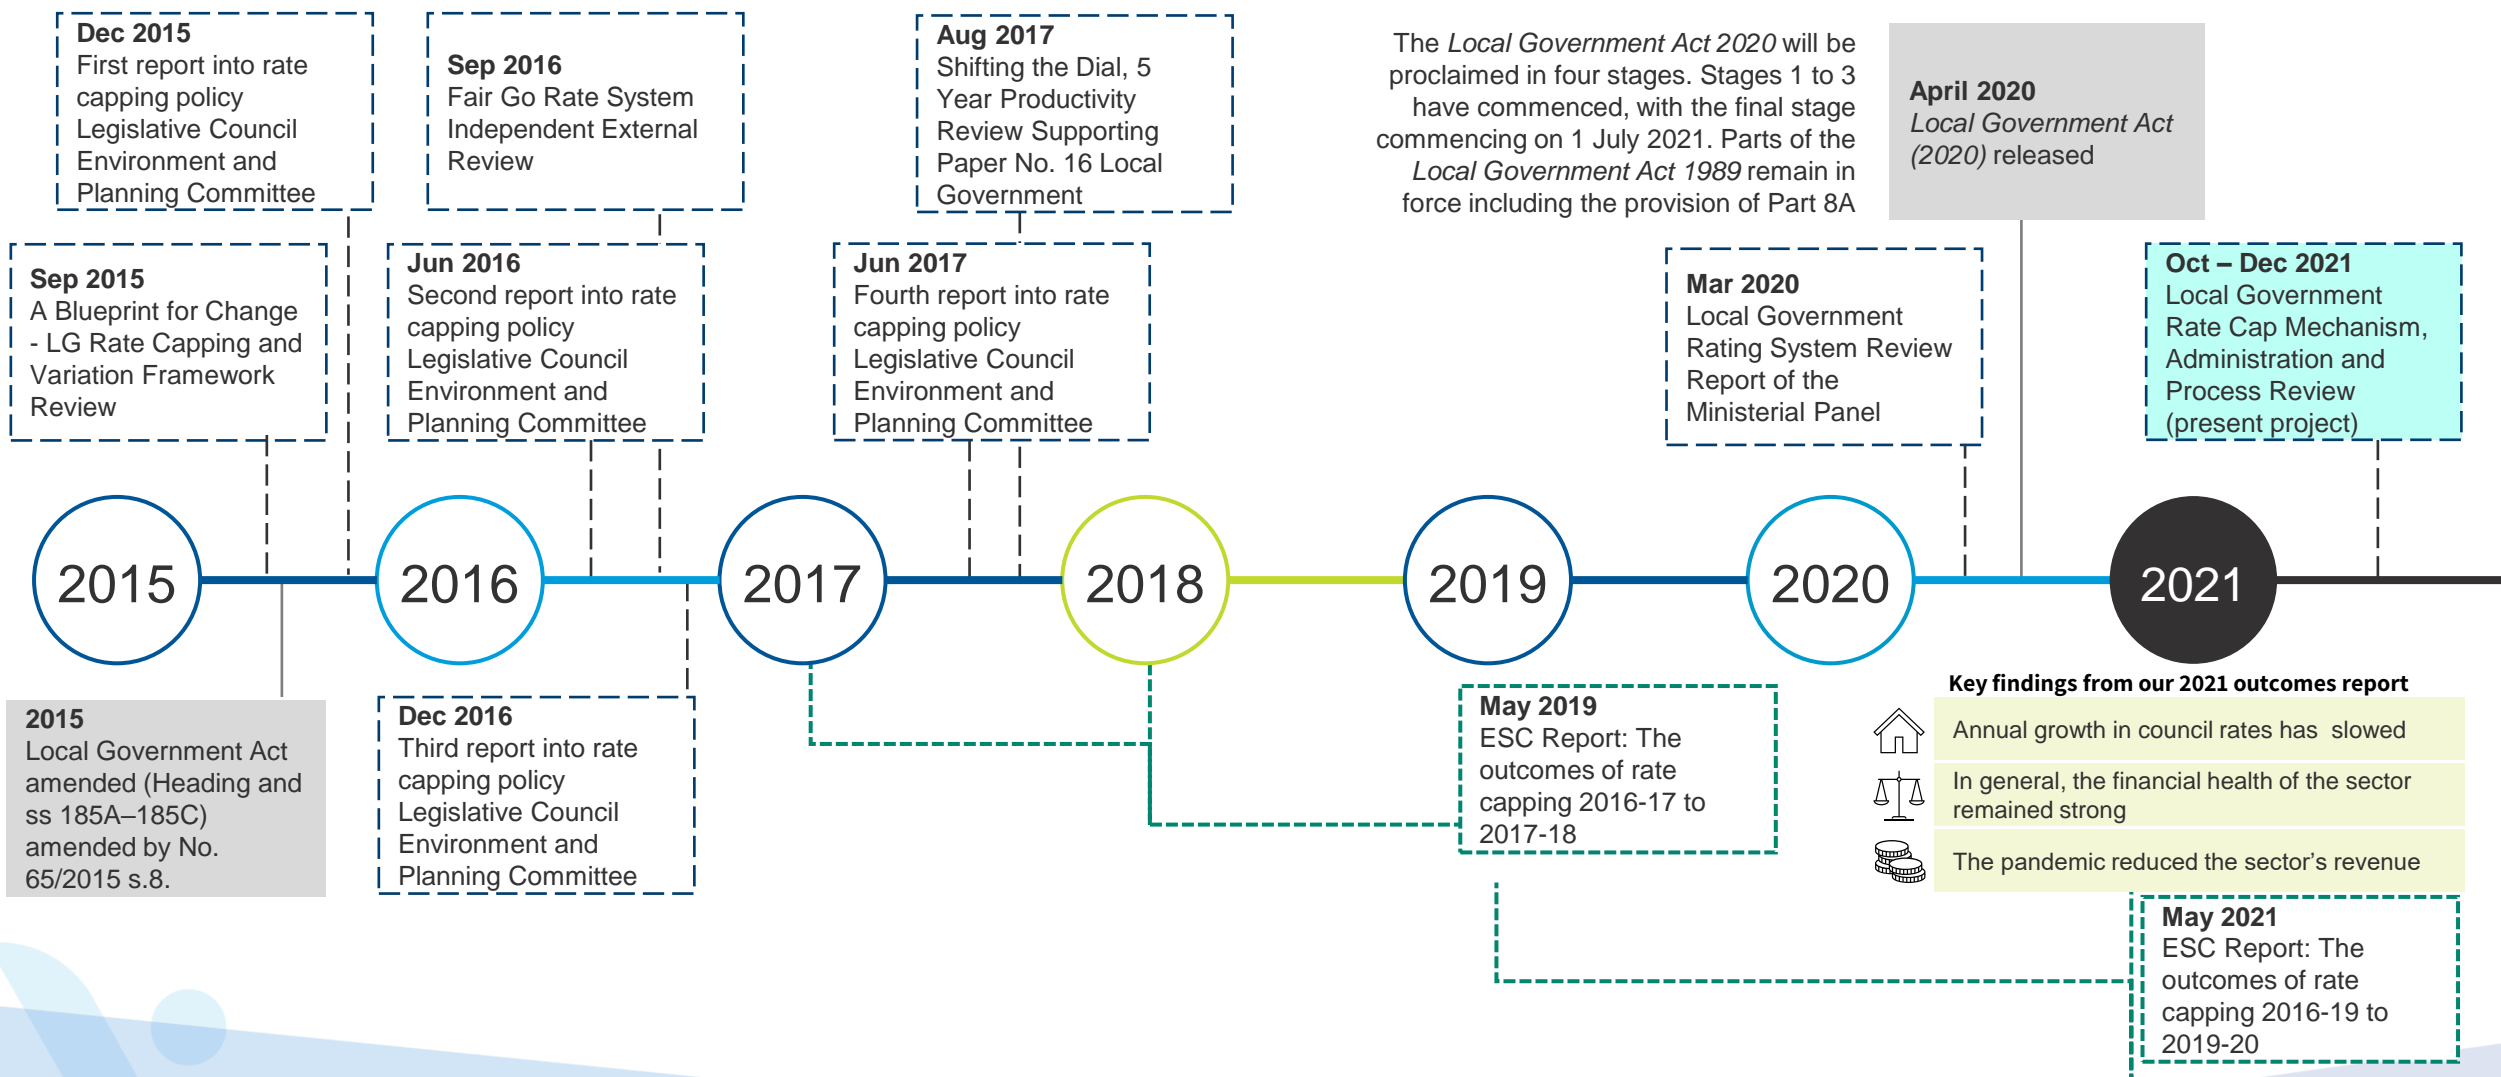 Dec 2015
First report into rate
capping policy
Legislative Council
Environment and
Planning Committee
Sep 2016
Fair Go Rate System
Independent External
Review
Aug 2017
Shifting the Dial, 5
Year Productivity
Review Supporting
Paper No. 16 Local
Government
The Local Government Act 2020 will be
proclaimed in four stages. Stages 1 to 3
have commenced, with the final stage
commencing on 1 July 2021. Parts of the
Local Government Act 1989 remain in
force including the provision of Part 8A
April 2020
Local Government Act
(2020) released
Sep 2015
A Blueprint for Change
- LG Rate Capping and
Variation Framework
Review
Jun 2016
Second report into rate
capping policy
Legislative Council
Environment and
Planning Committee
Jun 2017
Fourth report into rate
capping policy
Legislative Council
Environment and
Planning Committee
Mar 2020
Local Government
Rating System Review
Report of the
Ministerial Panel
Oct – Dec 2021
Local Government
Rate Cap Mechanism,
Administration and
Process Review
(present project)
2015
2016
2017
2018
2019
2020
2021
2015
Local Government Act
amended (Heading and
ss 185A–185C)
amended by No.
65/2015 s.8.
Dec 2016
Third report into rate
capping policy
Legislative Council
Environment and
Planning Committee
May 2019
ESC Report: The
outcomes of rate
capping 2016-17 to
2017-18
Key findings from our 2021 outcomes report
Annual growth in council rates has slowed
In general, the financial health of the sector
remained strong
The pandemic reduced the sector's revenue
May 2021
ESC Report: The
outcomes of rate
capping 2016-19 to
2019-20